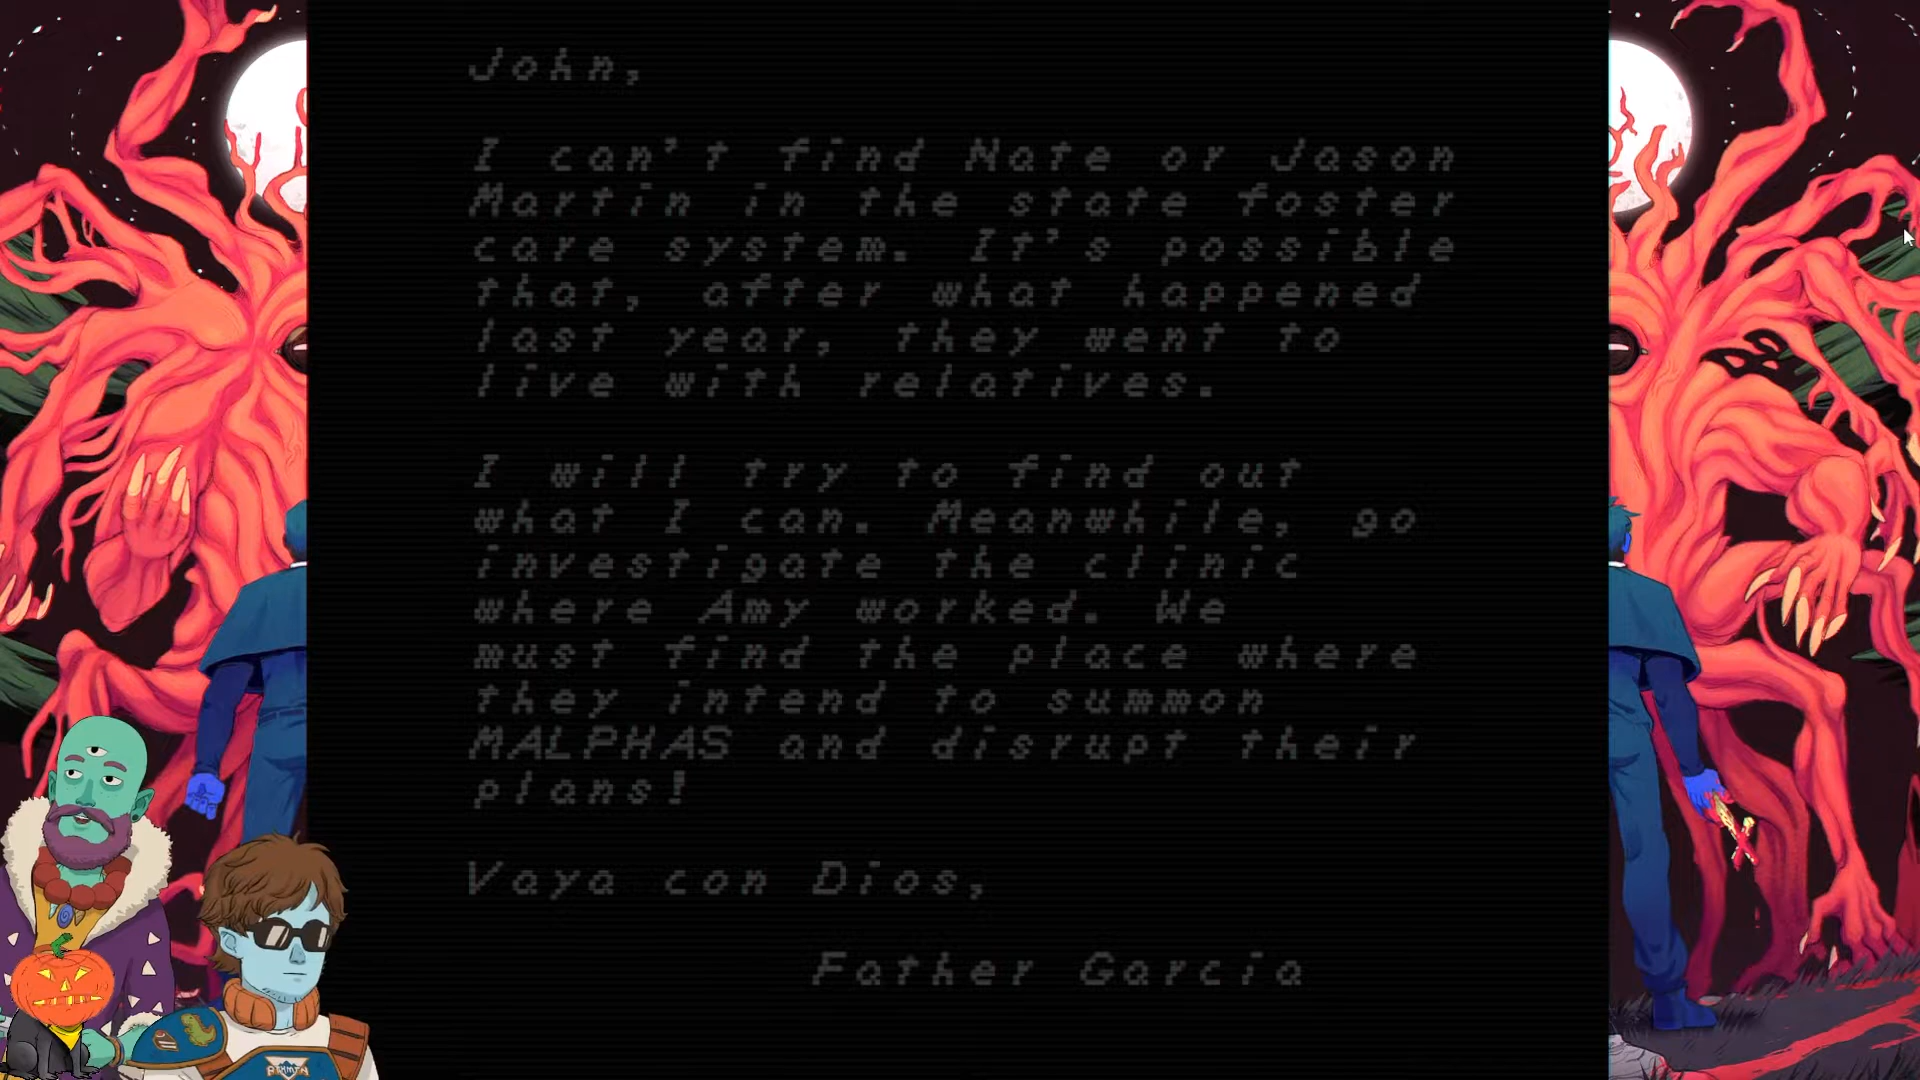 John,
I can't find Nate or Jason
Martin in the state foster
care system. It's possible
that, after what happened
last year, they went to
live with relatives.
I will try to find out
what I can. Meanwhile, go
investigate the clinic
where Amy worked. We
must find the place where
they intend to summon
MALPHAS and disrupt their
plans!
Vaya con Dios,
Father Garcia